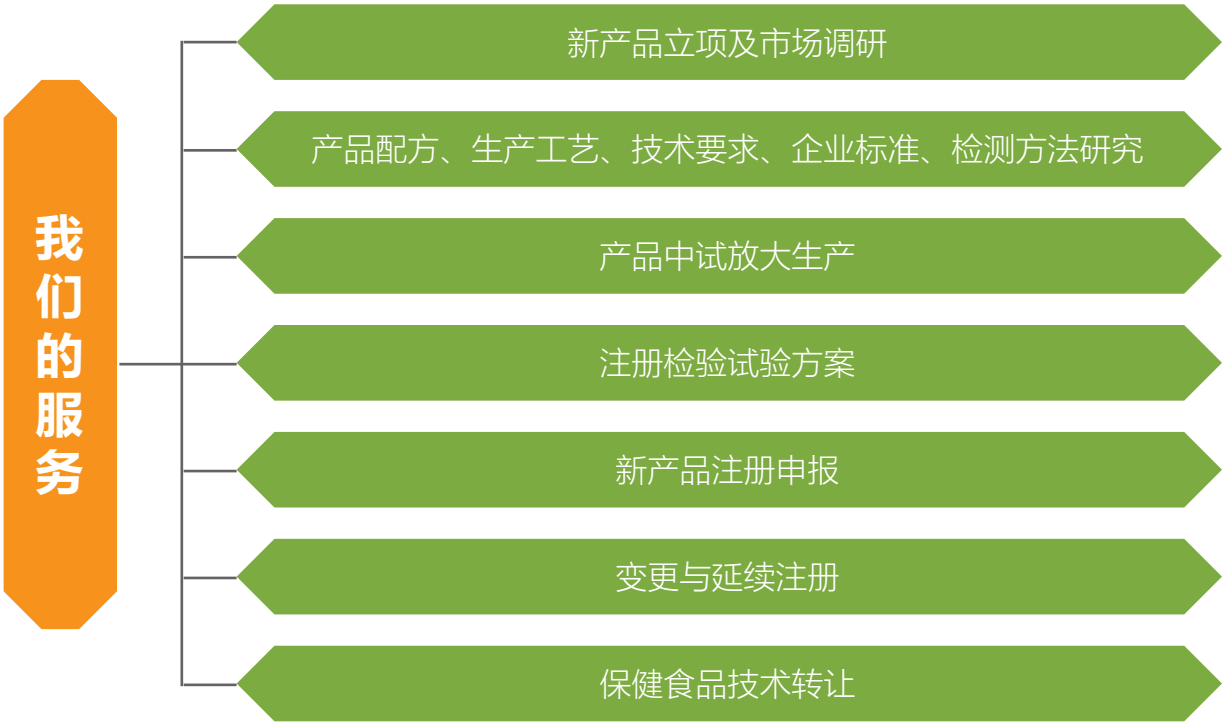 我们的服务
新产品立项及市场调研
产品配方、生产工艺、技术要求、企业标准、检测方法研究
产品中试放大生产
注册检验试验方案
新产品注册申报
变更与延续注册
保健食品技术转让